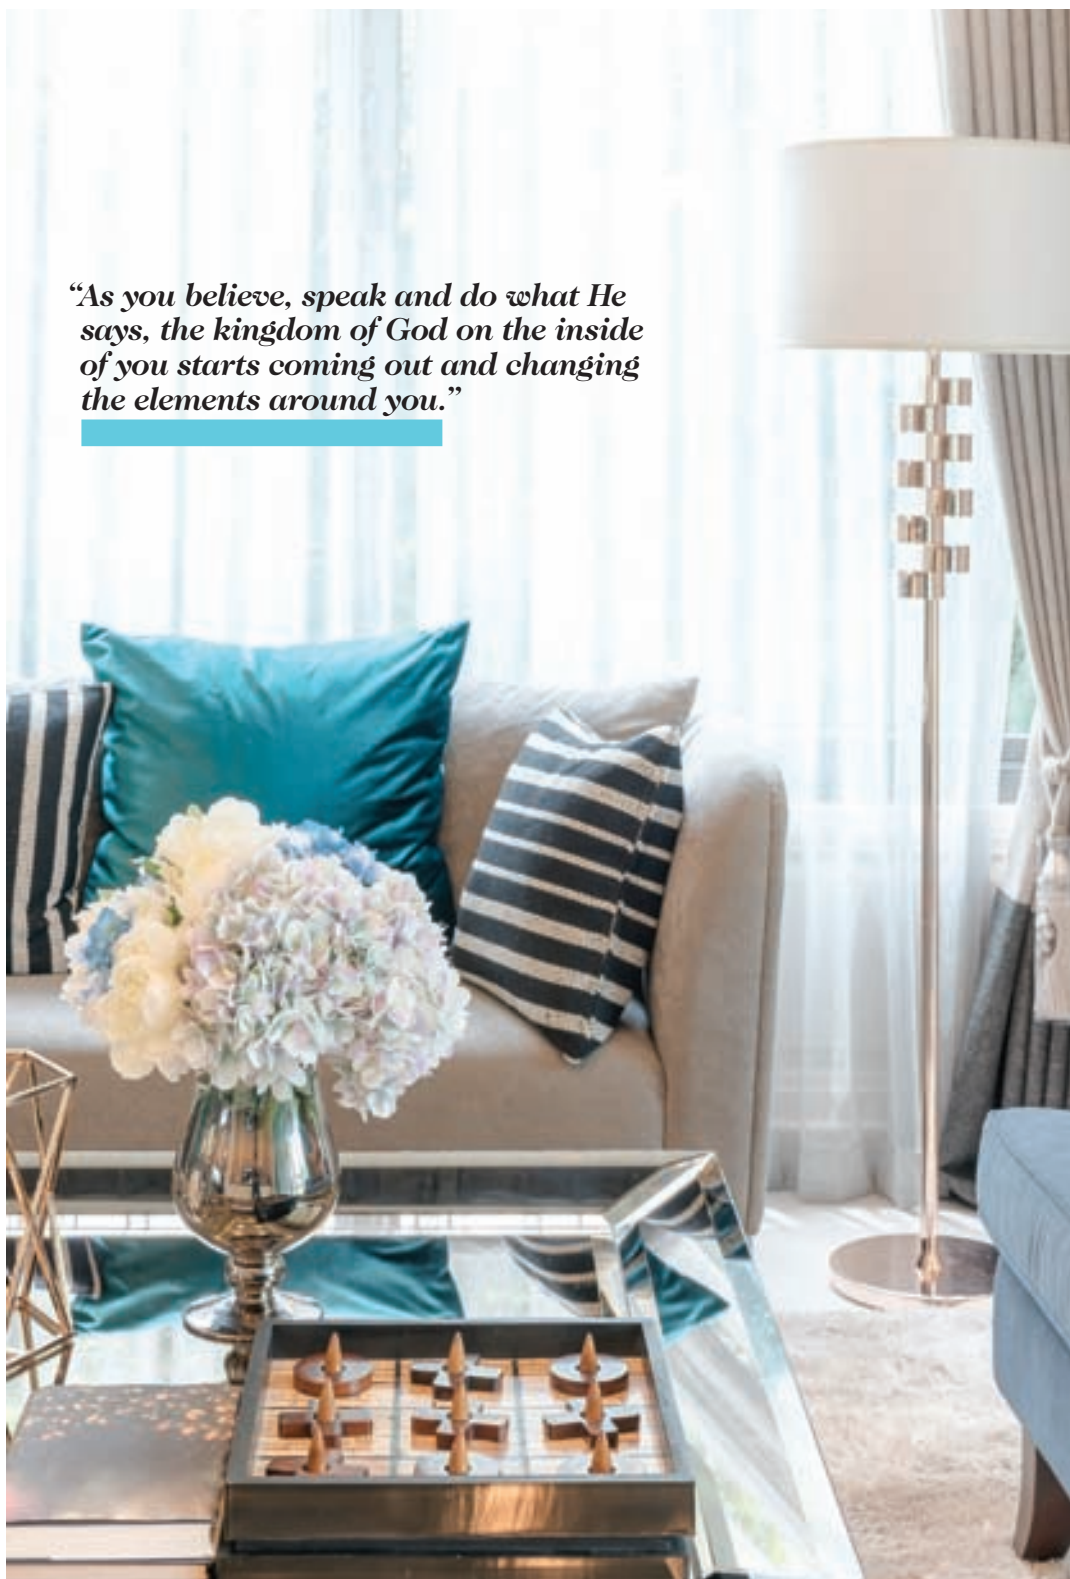 “As you believe, speak and do what He
says, the kingdom of God on the inside
of you starts coming out and changing
the elements around you.”